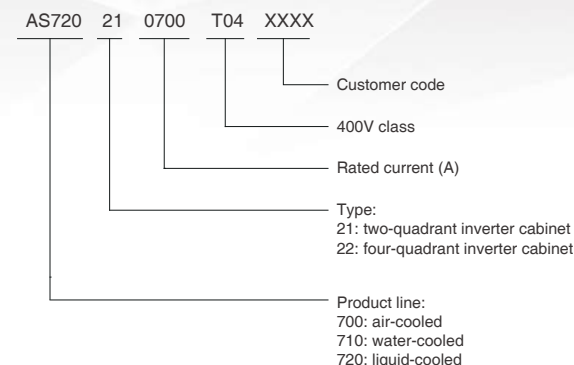 AS720 21 0700 T04 XXXX
Customer code
400V class
Rated current (A)
Type:
21: two-quadrant inverter cabinet
22: four-quadrant inverter cabinet
Product line:
700: air-cooled
710: water-cooled
720: liquid-cooled